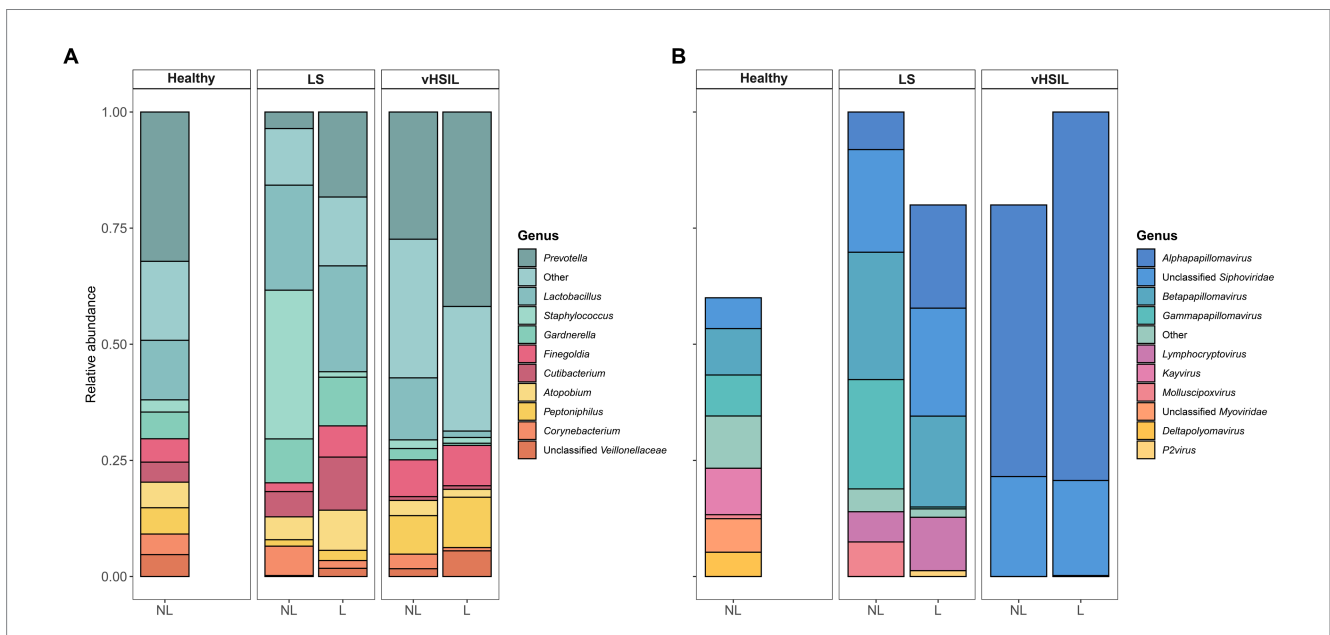 A
Healthy
LS
vHSIL
1.00
0.75
0.50
0.25
0.00
Relative abundance
NL
NL
L
NL
L
Genus
Prevotella
Other
Lactobacillus
Staphylococcus
Gardnerella
Finegoldia
Cutibacterium
Atopobium
Peptoniphilus
Corynebacterium
Unclassified Veillonellaceae
B
Healthy
LS
vHSIL
NL
NL
L
NL
L
Genus
Alphapapillomavirus
Unclassified Siphoviridae
Betapapillomavirus
Gammapapillomavirus
Other
Lymphocryptovirus
Kayvirus
Molluscipoxvirus
Unclassified Myoviridae
Deltapolyomavirus
P2virus